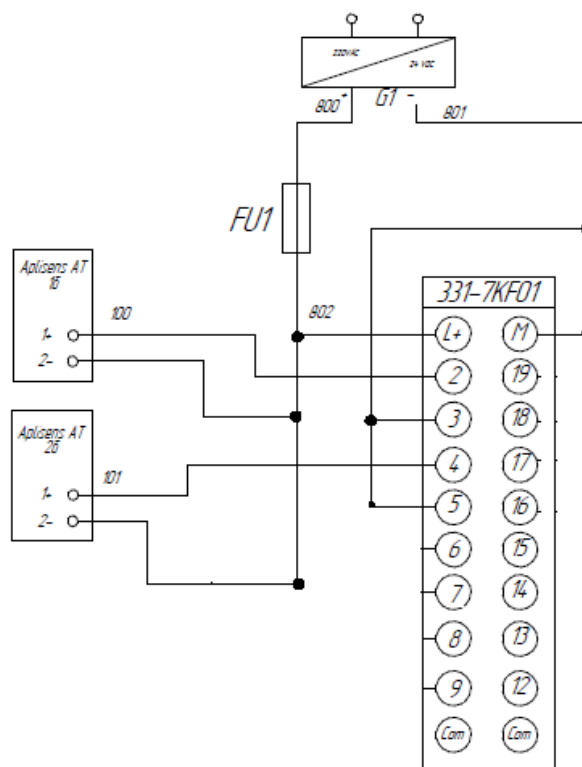 220VAC
24 VDC
800
+
G1 -
801
FU1
Aplisens AT
1б
1+
2-
100
802
331-7KF01
L+ M
2 19
3 18
Aplisens AT
2б
1+
2-
101
4 17
5 16
6 15
7 14
8 13
9 12
Com Com